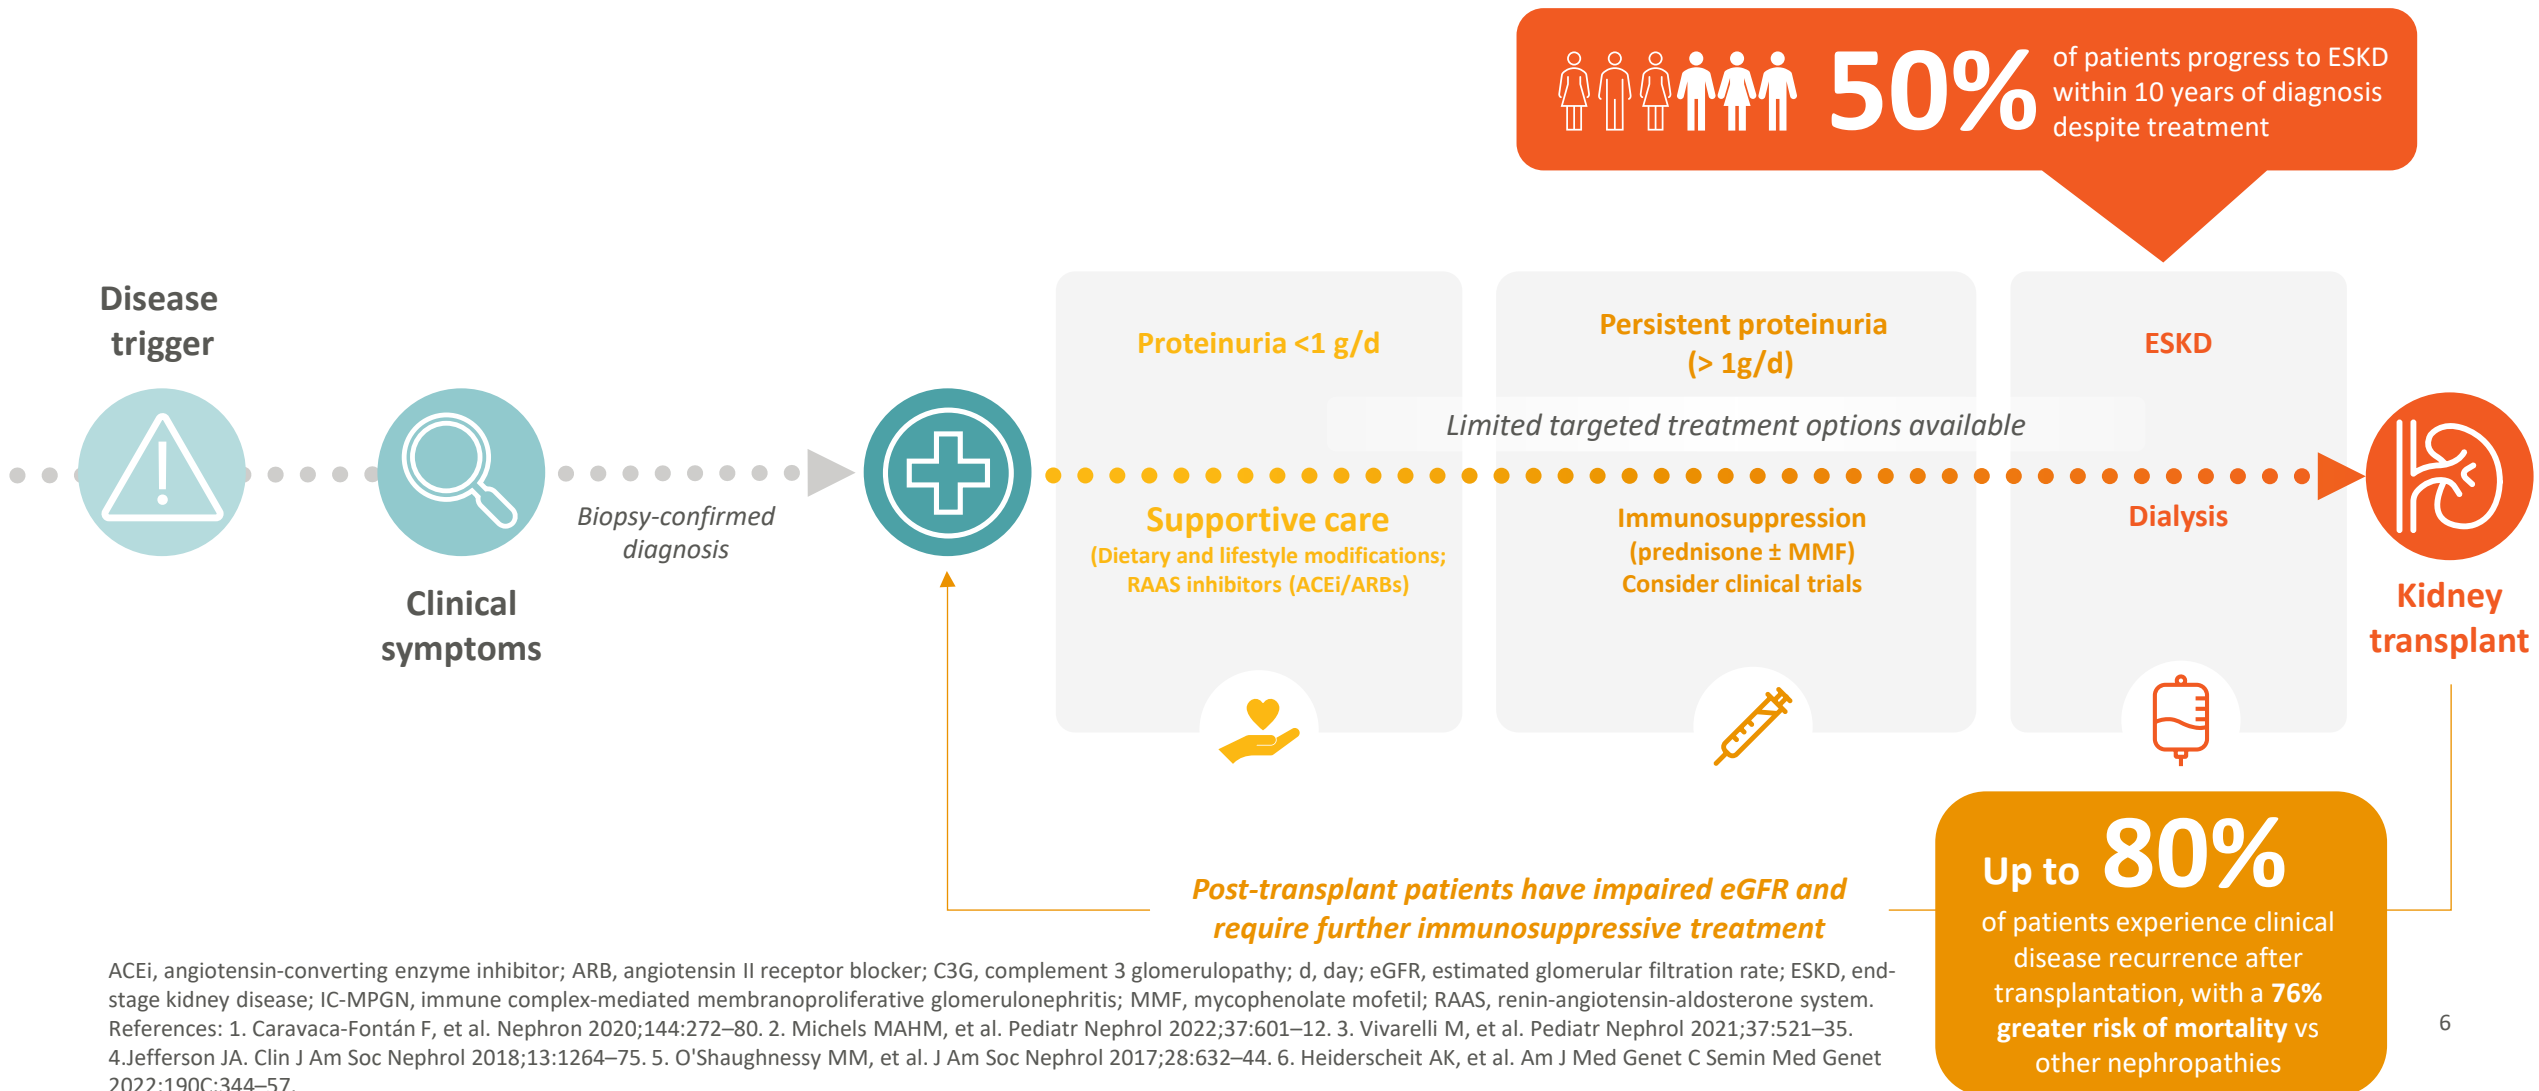 50%
of patients progress to ESKD
within 10 years of diagnosis
despite treatment
Disease
trigger
Clinical
symptoms
Biopsy-confirmed
diagnosis
Proteinuria <1 g/d
Persistent proteinuria
(> 1g/d)
ESKD
Limited targeted treatment options available
Supportive care
(Dietary and lifestyle modifications;
RAAS inhibitors (ACEi/ARBs)
Immunosuppression
(prednisone ± MMF)
Consider clinical trials
Dialysis
Kidney
transplant
Post-transplant patients have impaired eGFR and
require further immunosuppressive treatment
Up to 80%
of patients experience clinical
disease recurrence after
transplantation, with a 76%
greater risk of mortality vs
other nephropathies
ACEi, angiotensin-converting enzyme inhibitor; ARB, angiotensin II receptor blocker; C3G, complement 3 glomerulopathy; d, day; eGFR, estimated glomerular filtration rate; ESKD, end-
stage kidney disease; IC-MPGN, immune complex-mediated membranoproliferative glomerulonephritis; MMF, mycophenolate mofetil; RAAS, renin-angiotensin-aldosterone system.
References: 1. Caravaca-Fontán F, et al. Nephron 2020;144:272–80. 2. Michels MAHM, et al. Pediatr Nephrol 2022;37:601–12. 3. Vivarelli M, et al. Pediatr Nephrol 2021;37:521–35.
4.Jefferson JA. Clin J Am Soc Nephrol 2018;13:1264–75. 5. O'Shaughnessy MM, et al. J Am Soc Nephrol 2017;28:632–44. 6. Heiderscheit AK, et al. Am J Med Genet C Semin Med Genet
2022;190C:344–57.
6